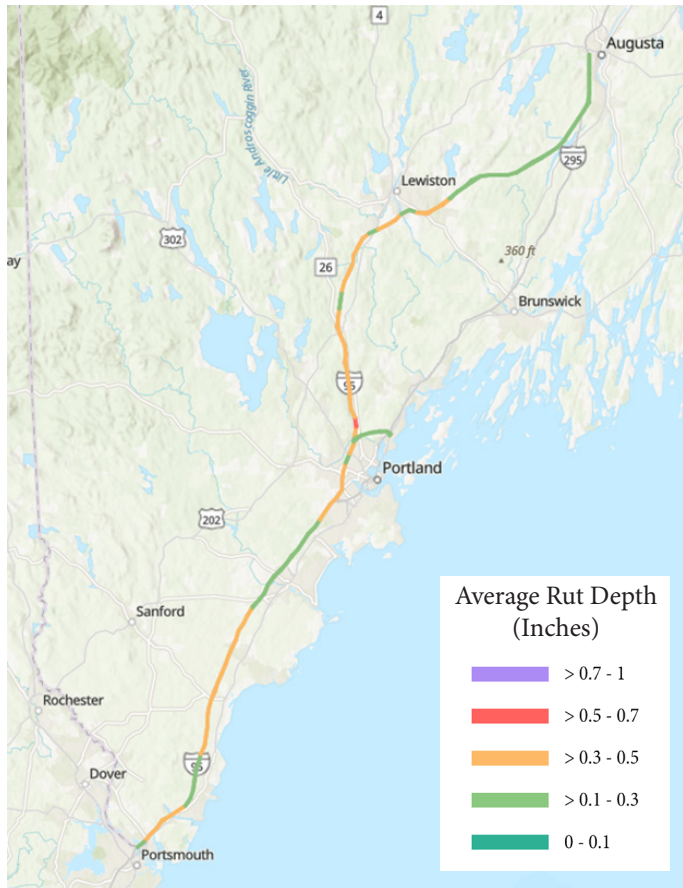 4
Augusta
Little Androscoggin River
295
Lewiston
302
360 ft
26
ay
Brunswick
95
Portland
202
Average Rut Depth
(Inches)
> 0.7 - 1
> 0.5 - 0.7
> 0.3 - 0.5
> 0.1 - 0.3
0 - 0.1
Sanford
Rochester
95
Dover
Portsmouth